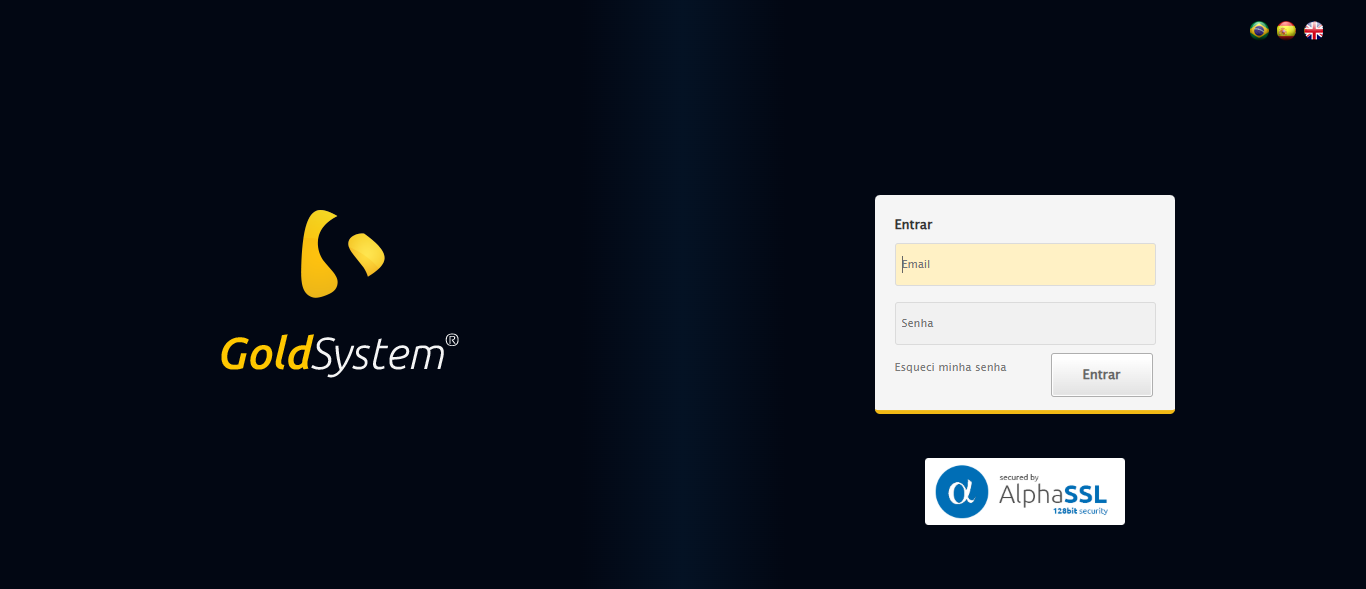 GoldSystem®
Entrar
Email
Senha
Esqueci minha senha
Entrar
α
secured by
AlphaSSL
128bit security